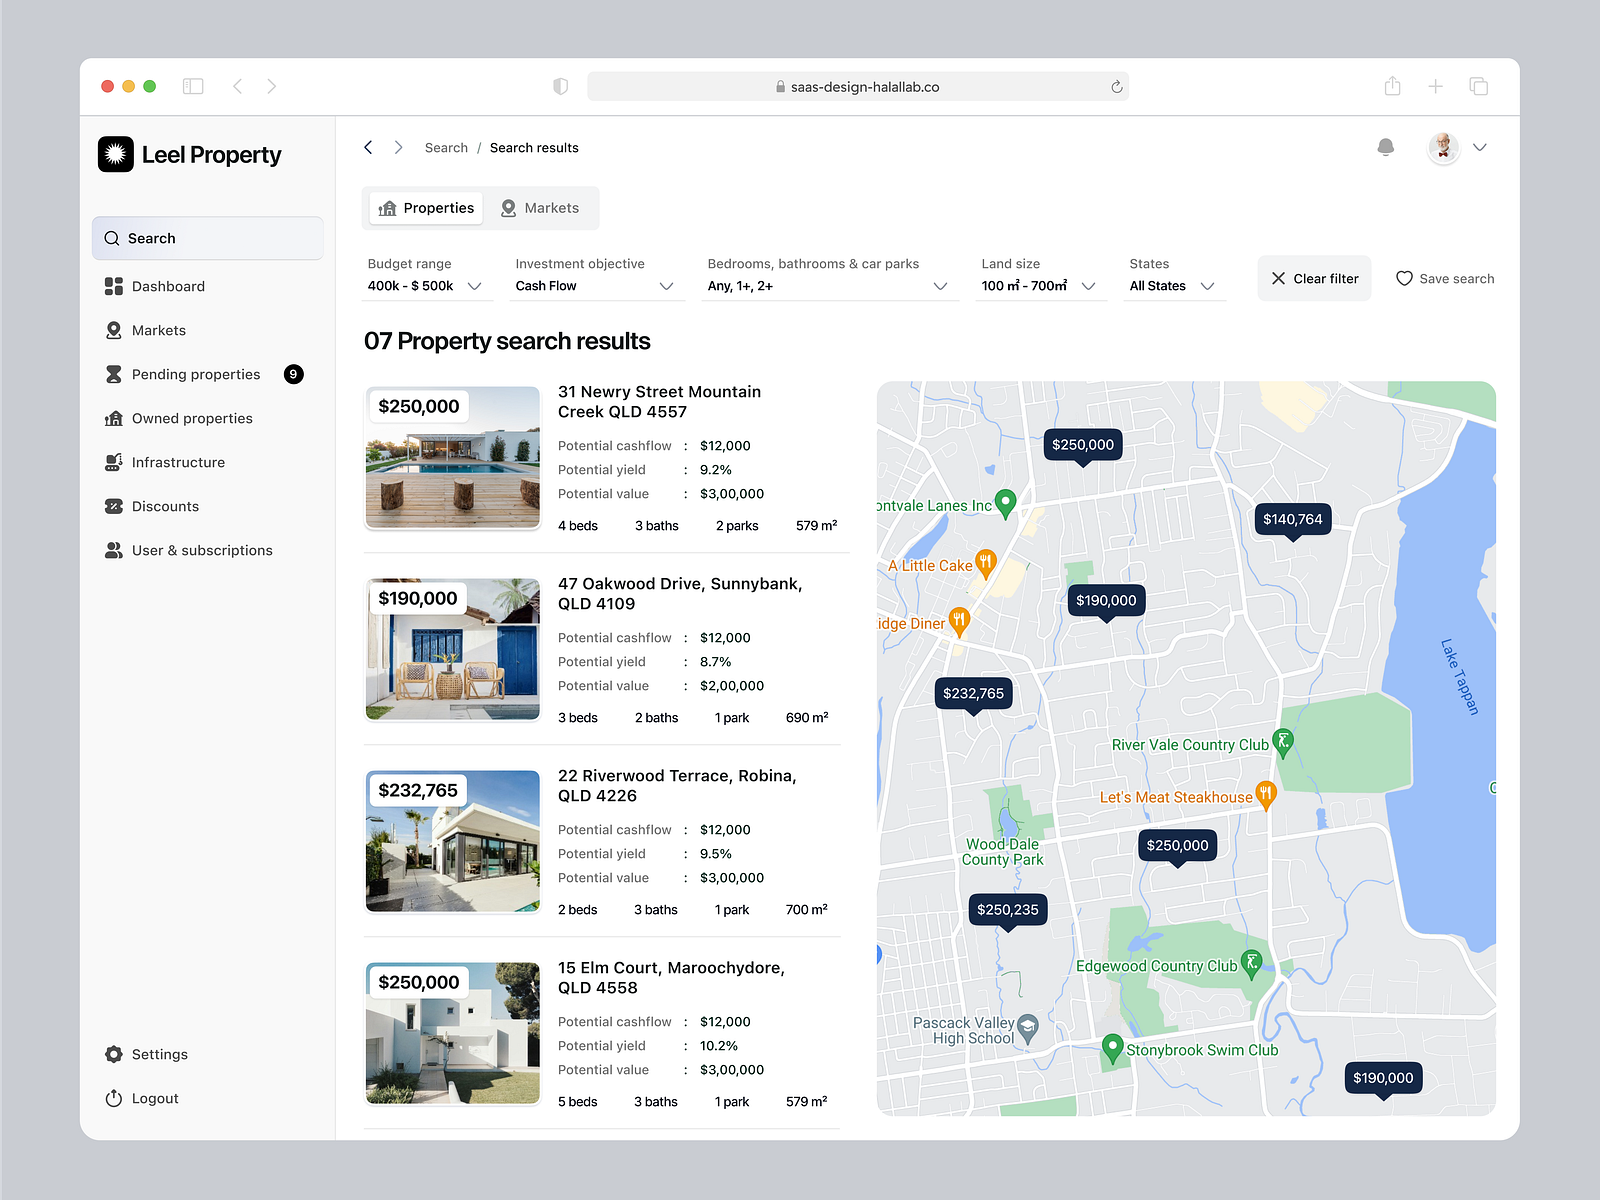 saas-design-halallab.co
Leel Property
Search
Dashboard
Markets
Pending properties 9
Owned properties
Infrastructure
Discounts
User & subscriptions
Settings
Logout
Search / Search results
Properties
Markets
Budget range
400k - $ 500k
Investment objective
Cash Flow
Bedrooms, bathrooms & car parks
Any, 1+, 2+
Land size
100 ㎡ - 700㎡
States
All States
Clear filter
Save search
07 Property search results
$250,000
31 Newry Street Mountain
Creek QLD 4557
Potential cashflow : $12,000
Potential yield : 9.2%
Potential value : $3,00,000
4 beds 3 baths 2 parks 579 m²
$190,000
47 Oakwood Drive, Sunnybank,
QLD 4109
Potential cashflow : $12,000
Potential yield : 8.7%
Potential value : $2,00,000
3 beds 2 baths 1 park 690 m²
$232,765
22 Riverwood Terrace, Robina,
QLD 4226
Potential cashflow : $12,000
Potential yield : 9.5%
Potential value : $3,00,000
2 beds 3 baths 1 park 700 m²
$250,000
15 Elm Court, Maroochydore,
QLD 4558
Potential cashflow : $12,000
Potential yield : 10.2%
Potential value : $3,00,000
5 beds 3 baths 1 park 579 m²
$250,000
ontvale Lanes Inc
$140,764
A Little Cake
$190,000
idge Diner
$232,765
Lake Tappan
River Vale Country Club
Let's Meat Steakhouse
Wood Dale
County Park
$250,000
$250,235
Edgewood Country Club
Pascack Valley
High School
Stonybrook Swim Club
$190,000